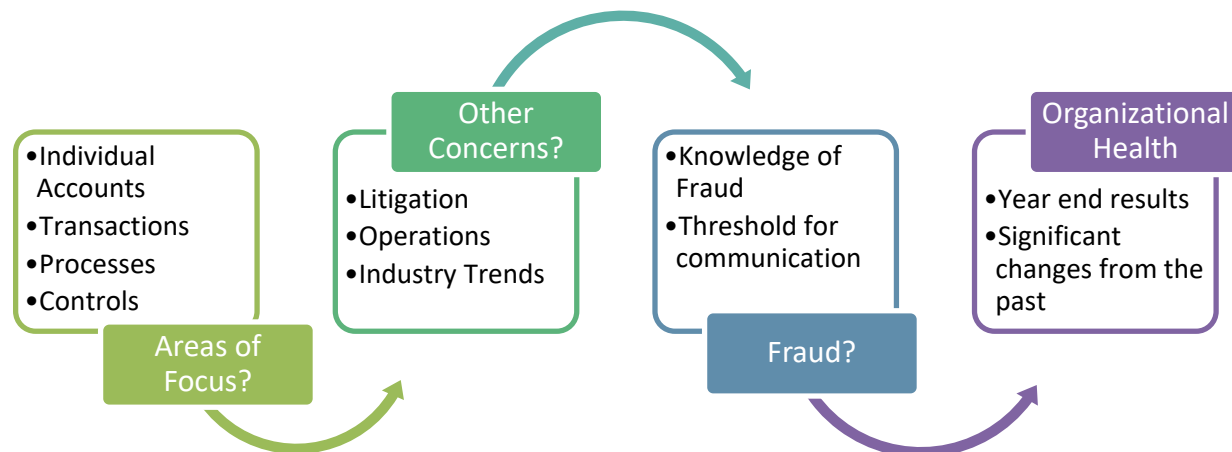 •Individual
Accounts
•Transactions
•Processes
•Controls
Areas of
Focus?
Other
Concerns?
•Litigation
•Operations
•Industry Trends
•Knowledge of
Fraud
•Threshold for
communication
Fraud?
Organizational
Health
•Year end results
•Significant
changes from the
past